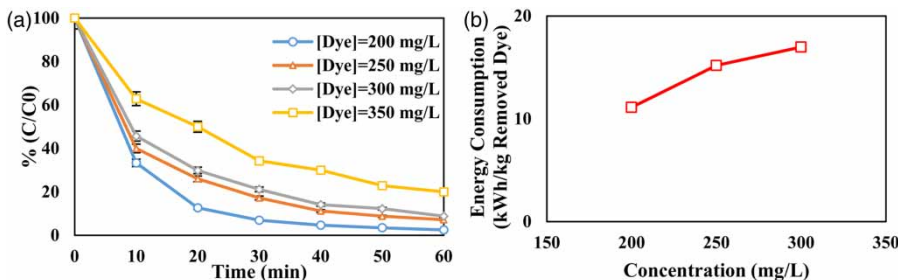 (a)
100
80
60
40
20
0
% (C/C0)
[Dye]=200 mg/L
[Dye]=250 mg/L
[Dye]=300 mg/L
[Dye]=350 mg/L
0 10 20 30 40 50 60
Time (min)
(b)
20
10
0
Energy Consumption
(kWh/kg Removed Dye)
150 200 250 300 350
Concentration (mg/L)